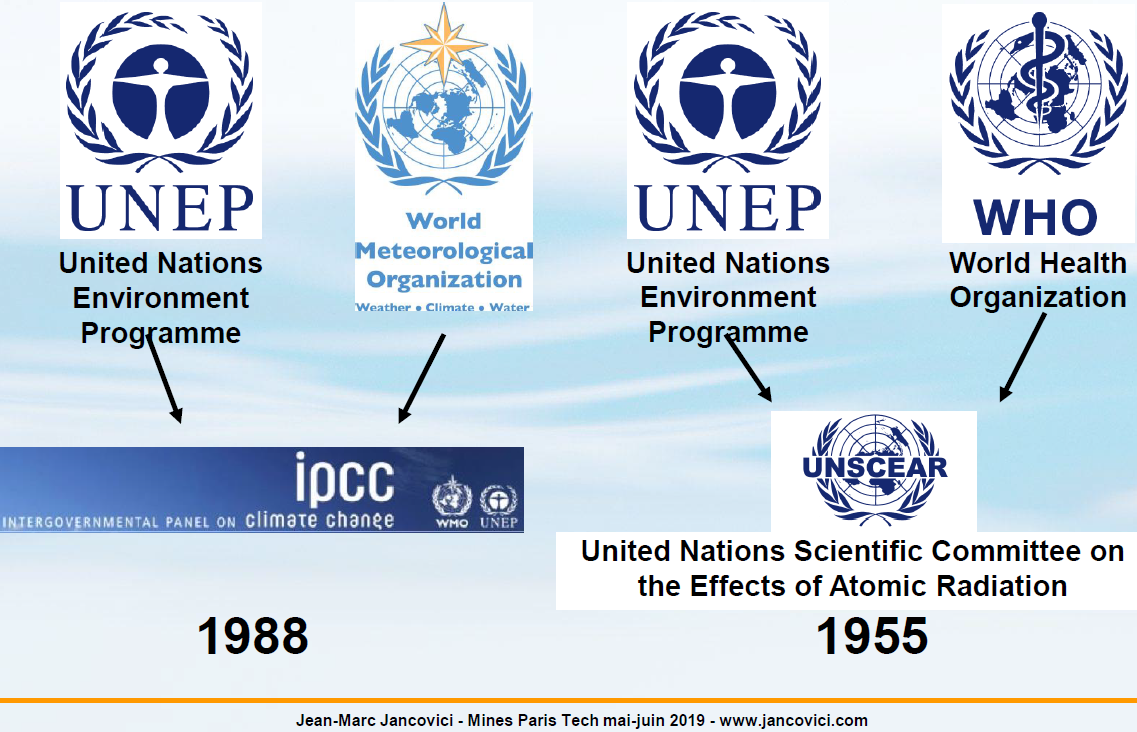 UNEP
United Nations
Environment
Programme
World
Meteorological
Organization
Weather • Climate • Water
UNEP
United Nations
Environment
Programme
WHO
World Health
Organization
ipcc
INTERGOVERNMENTAL PANEL ON climate change
WMO
UNEP
UNSCEAR
United Nations Scientific Committee on
the Effects of Atomic Radiation
1988
1955
Jean-Marc Jancovici - Mines Paris Tech mai-juin 2019 - www.jancovici.com